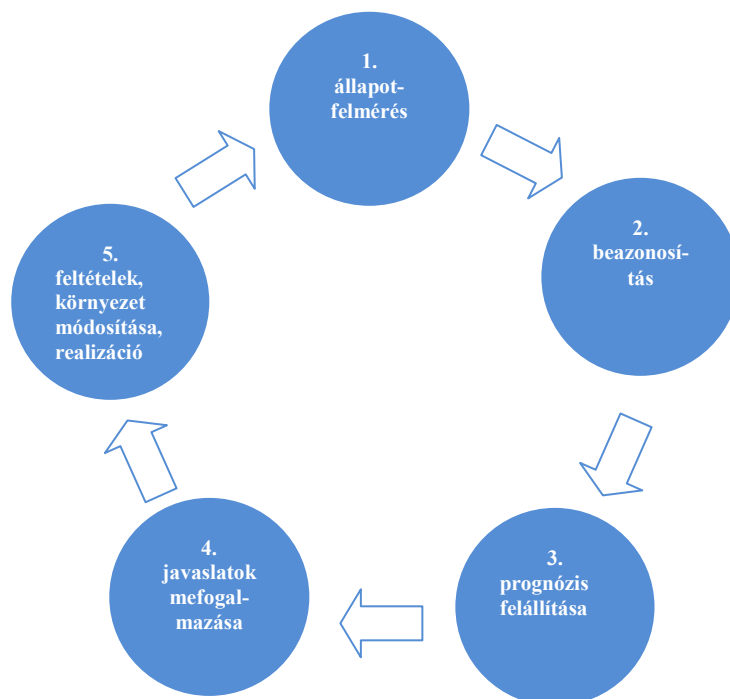 1.
állapot-
felmérés
2.
beazonosí-
tás
3.
prognózis
felállítása
4.
javaslatok
mefogal-
mazása
5.
feltételek,
környezet
módosítása,
realizáció